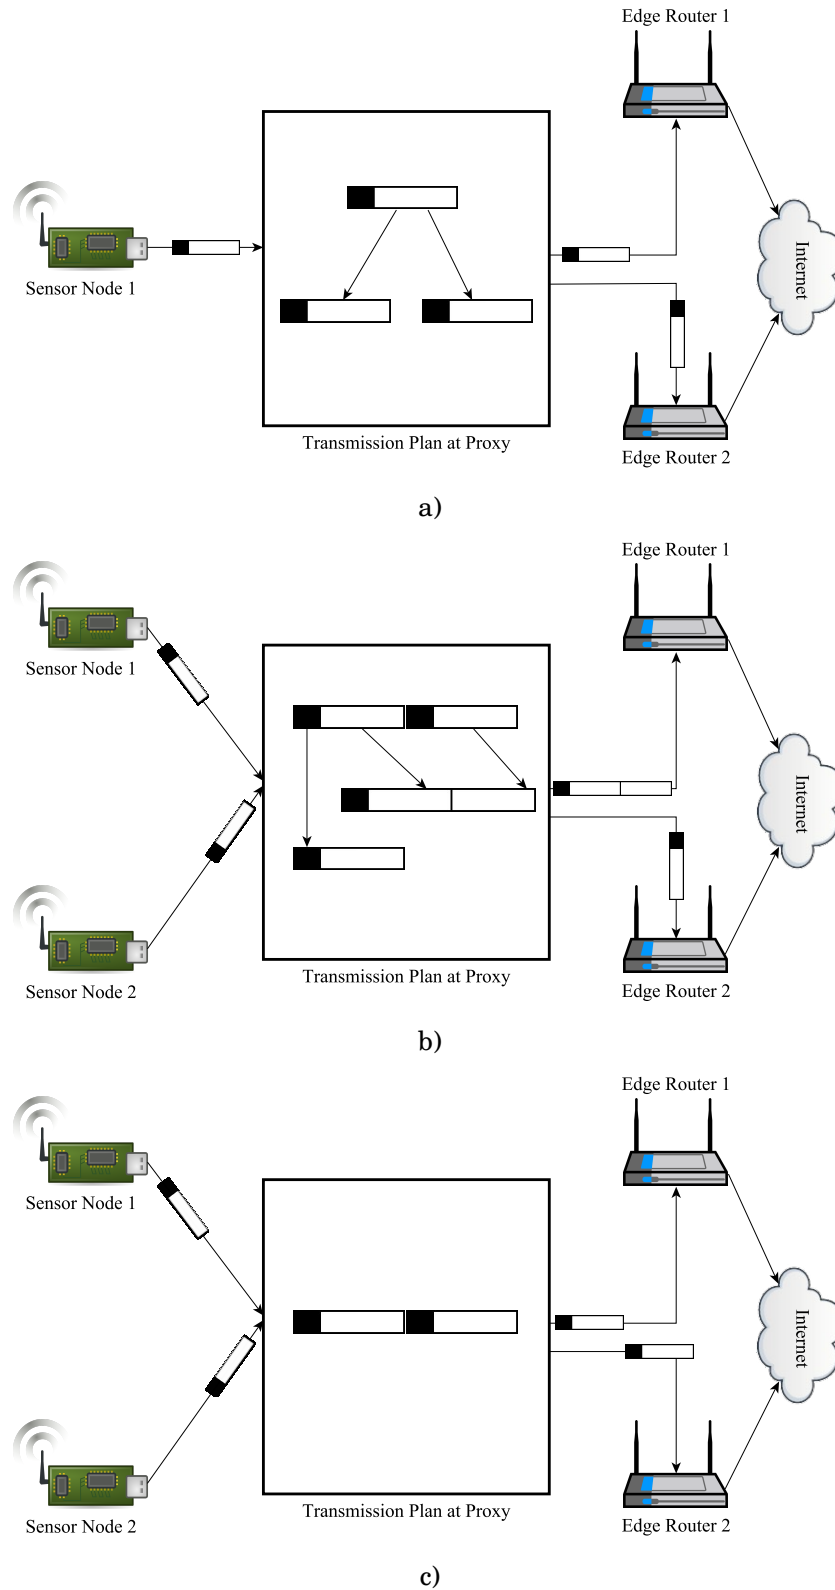 Edge Router 1
Sensor Node 1
Internet
Transmission Plan at Proxy
Edge Router 2
a)
Edge Router 1
Sensor Node 1
Internet
Sensor Node 2
Transmission Plan at Proxy
Edge Router 2
b)
Edge Router 1
Sensor Node 1
Internet
Sensor Node 2
Transmission Plan at Proxy
Edge Router 2
c)